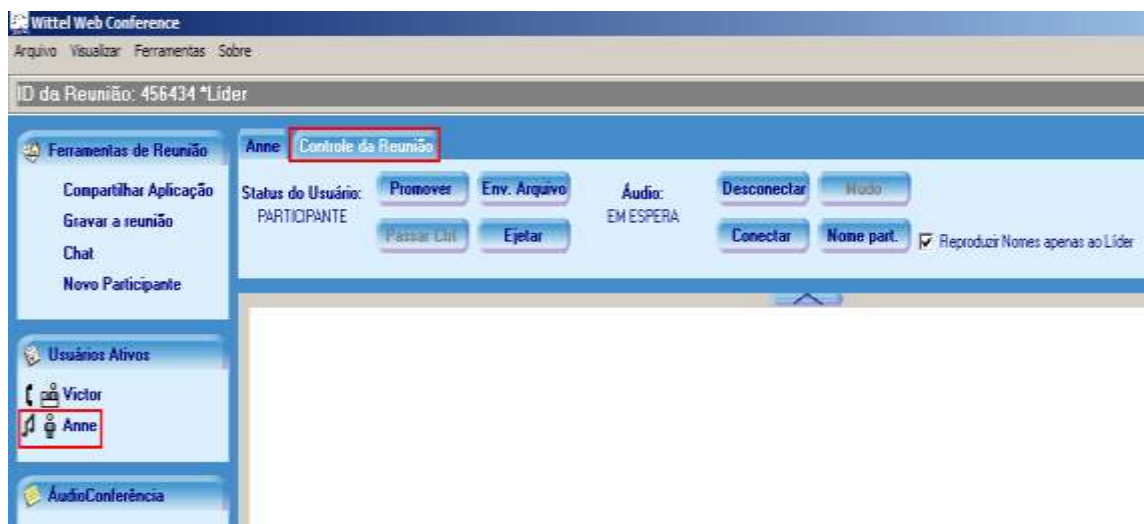 Wittel Web Conference
Arquivo Visualizar Ferramentas Sobre
ID da Reunião: 456434 *Líder
Ferramentas de Reunião
Compartilhar Aplicação
Gravar a reunião
Chat
Novo Participante
Anne Controle da Reunião
Status do Usuário:
PARTICIPANTE
Promover Env. Arquivo
Passar Ctrl Ejetar
Áudio:
EM ESPERA
Desconectar Mudo
Conectar Nome part. Reproduzir Nomes apenas ao Líder
Usuários Ativos
Victor
Anne
ÁudioConferência